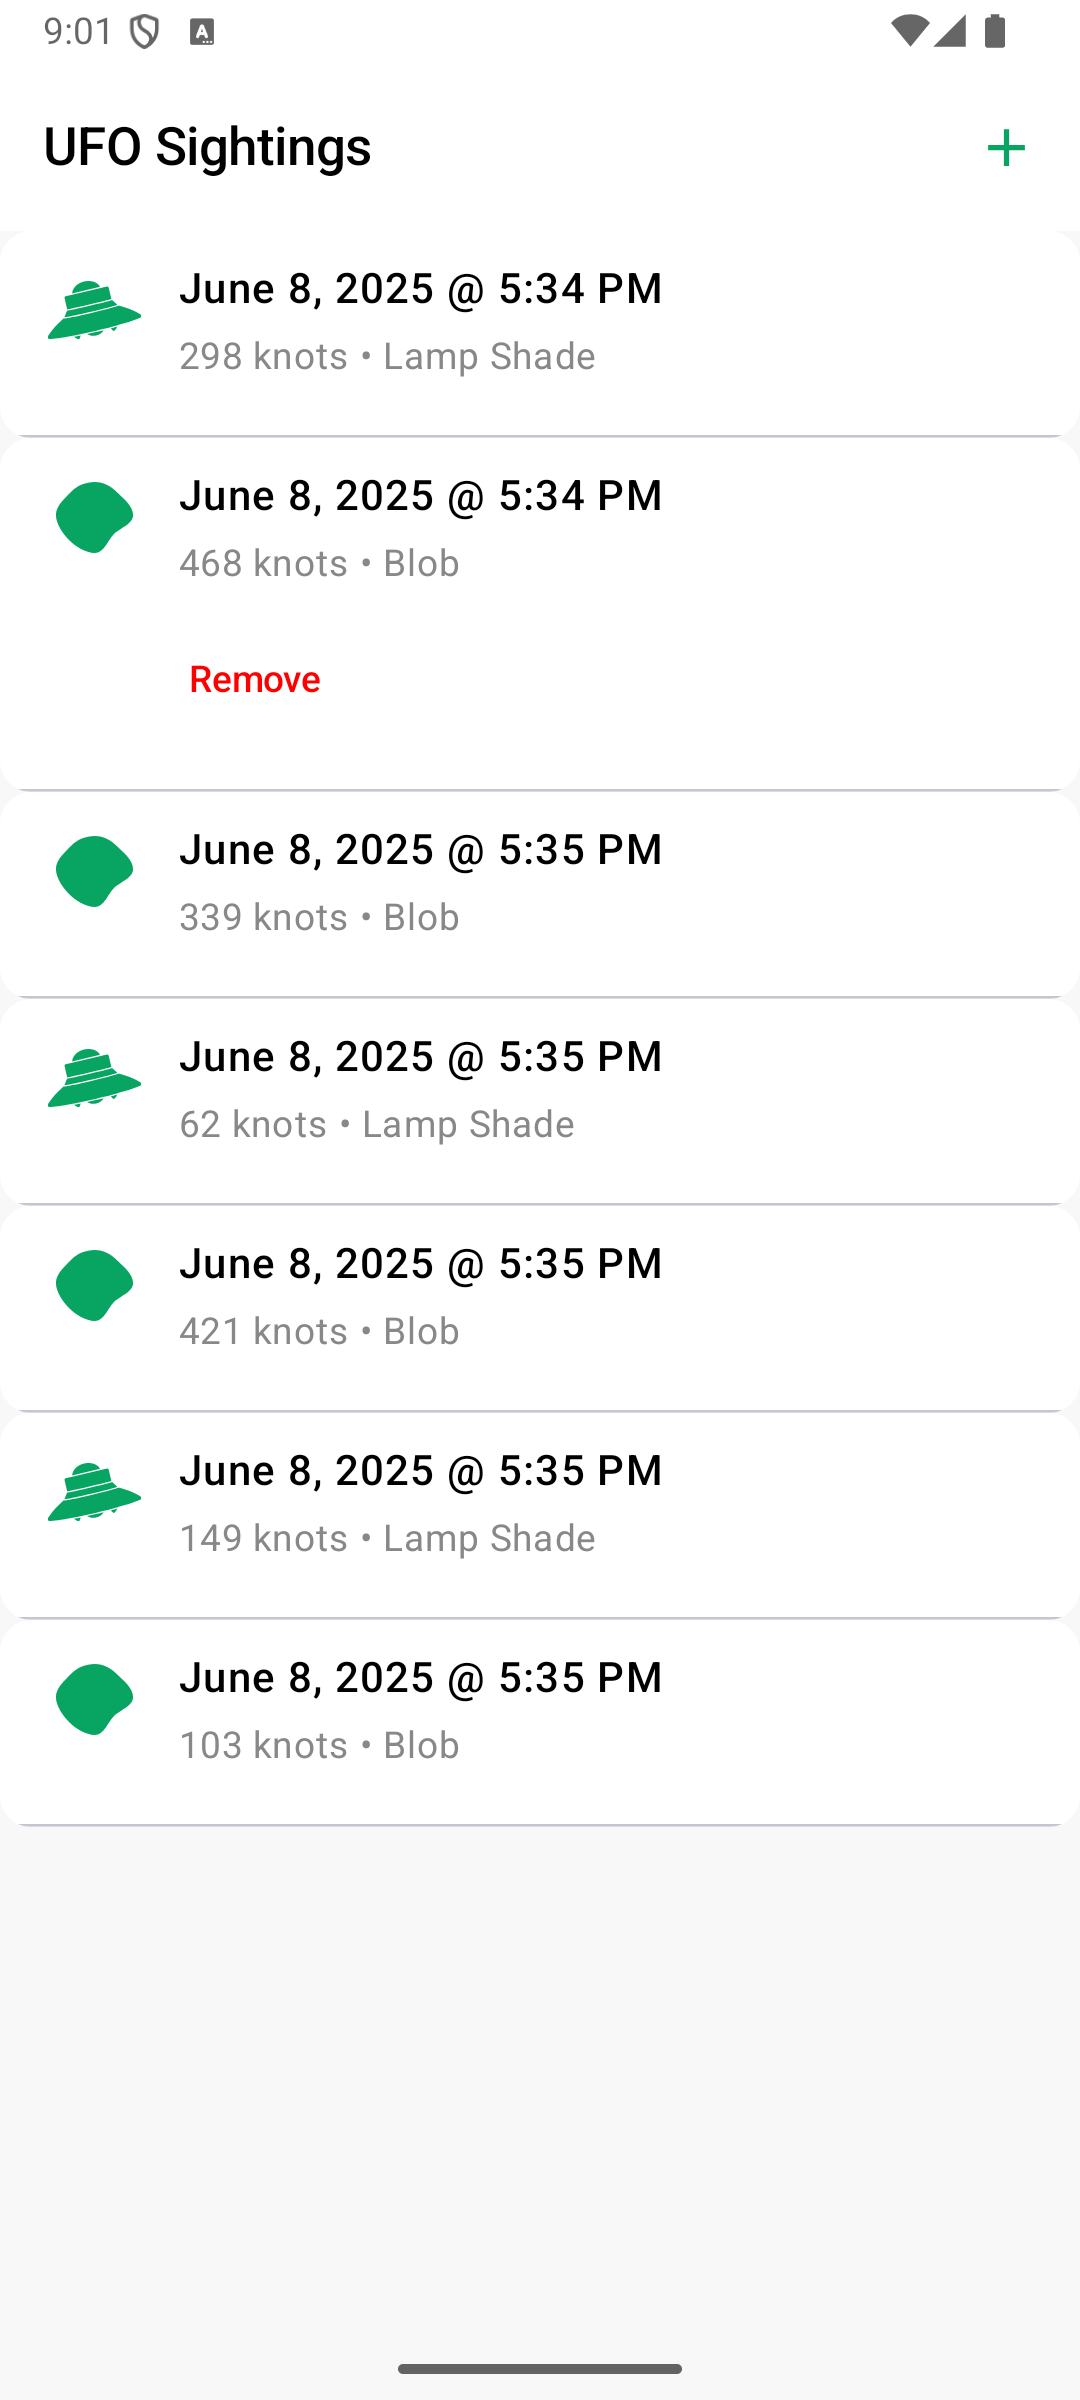 9:01
UFO Sightings
June 8, 2025 @ 5:34 PM
298 knots • Lamp Shade
June 8, 2025 @ 5:34 PM
468 knots • Blob
Remove
June 8, 2025 @ 5:35 PM
339 knots • Blob
June 8, 2025 @ 5:35 PM
62 knots • Lamp Shade
June 8, 2025 @ 5:35 PM
421 knots • Blob
June 8, 2025 @ 5:35 PM
149 knots • Lamp Shade
June 8, 2025 @ 5:35 PM
103 knots • Blob